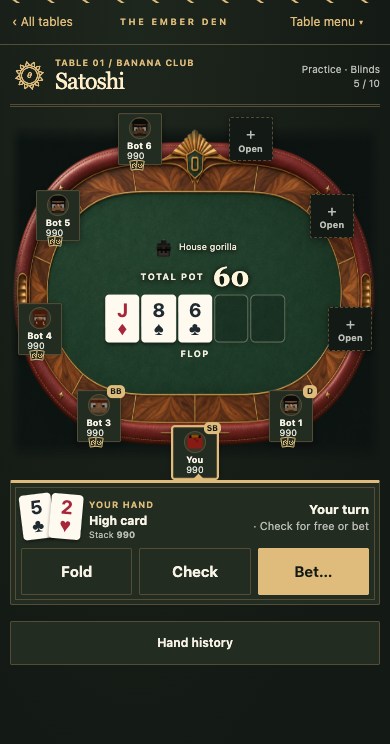 ‹ All tables
THE EMBER DEN
Table menu ▾
TABLE 01 / BANANA CLUB
Satoshi
Practice · Blinds
5 / 10
Bot 6
990
+
Open
Bot 5
990
+
Open
House gorilla
TOTAL POT 60
J♦ 8♠ 6♠
FLOP
Bot 4
990
+
Open
BB
Bot 3
990
D
Bot 1
990
SB
You
990
5♣ 2♥
YOUR HAND
High card
Stack 990
Your turn
· Check for free or bet
Fold
Check
Bet...
Hand history